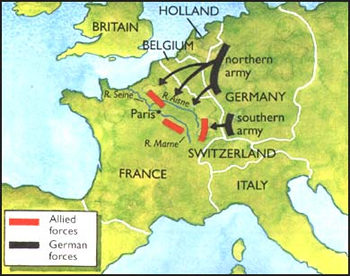 HOLLAND
BRITAIN
BELGIUM
northern
army
R. Seine
R. Aisne
GERMANY
Paris
southern
army
R. Marne
SWITZERLAND
FRANCE
ITALY
Allied
forces
German
forces